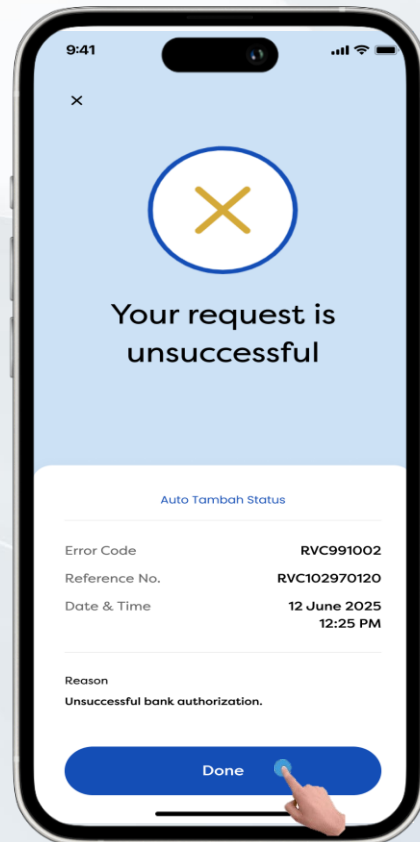 9:41
Your request is
unsuccessful
Auto Tambah Status
Error Code RVC991002
Reference No. RVC102970120
Date & Time 12 June 2025
12:25 PM
Reason
Unsuccessful bank authorization.
Done